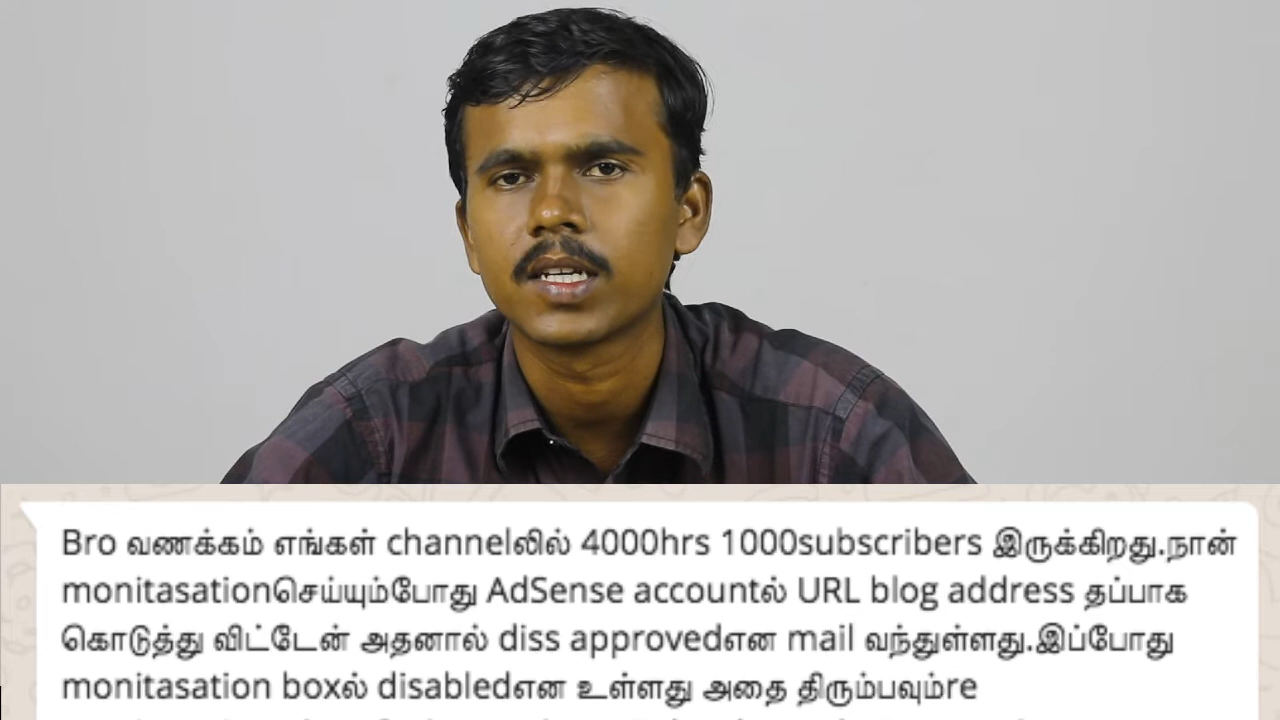 Bro வணக்கம் எங்கள் channelலில் 4000hrs 1000subscribers இருக்கிறது.நான்
monitasationசெய்யும்போது AdSense accountல் URL blog address தப்பாக
கொடுத்து விட்டேன் அதனால் diss approvedஎன mail வந்துள்ளது.இப்போது
monitasation boxல் disabledஎன உள்ளது அதை திரும்பவும்re